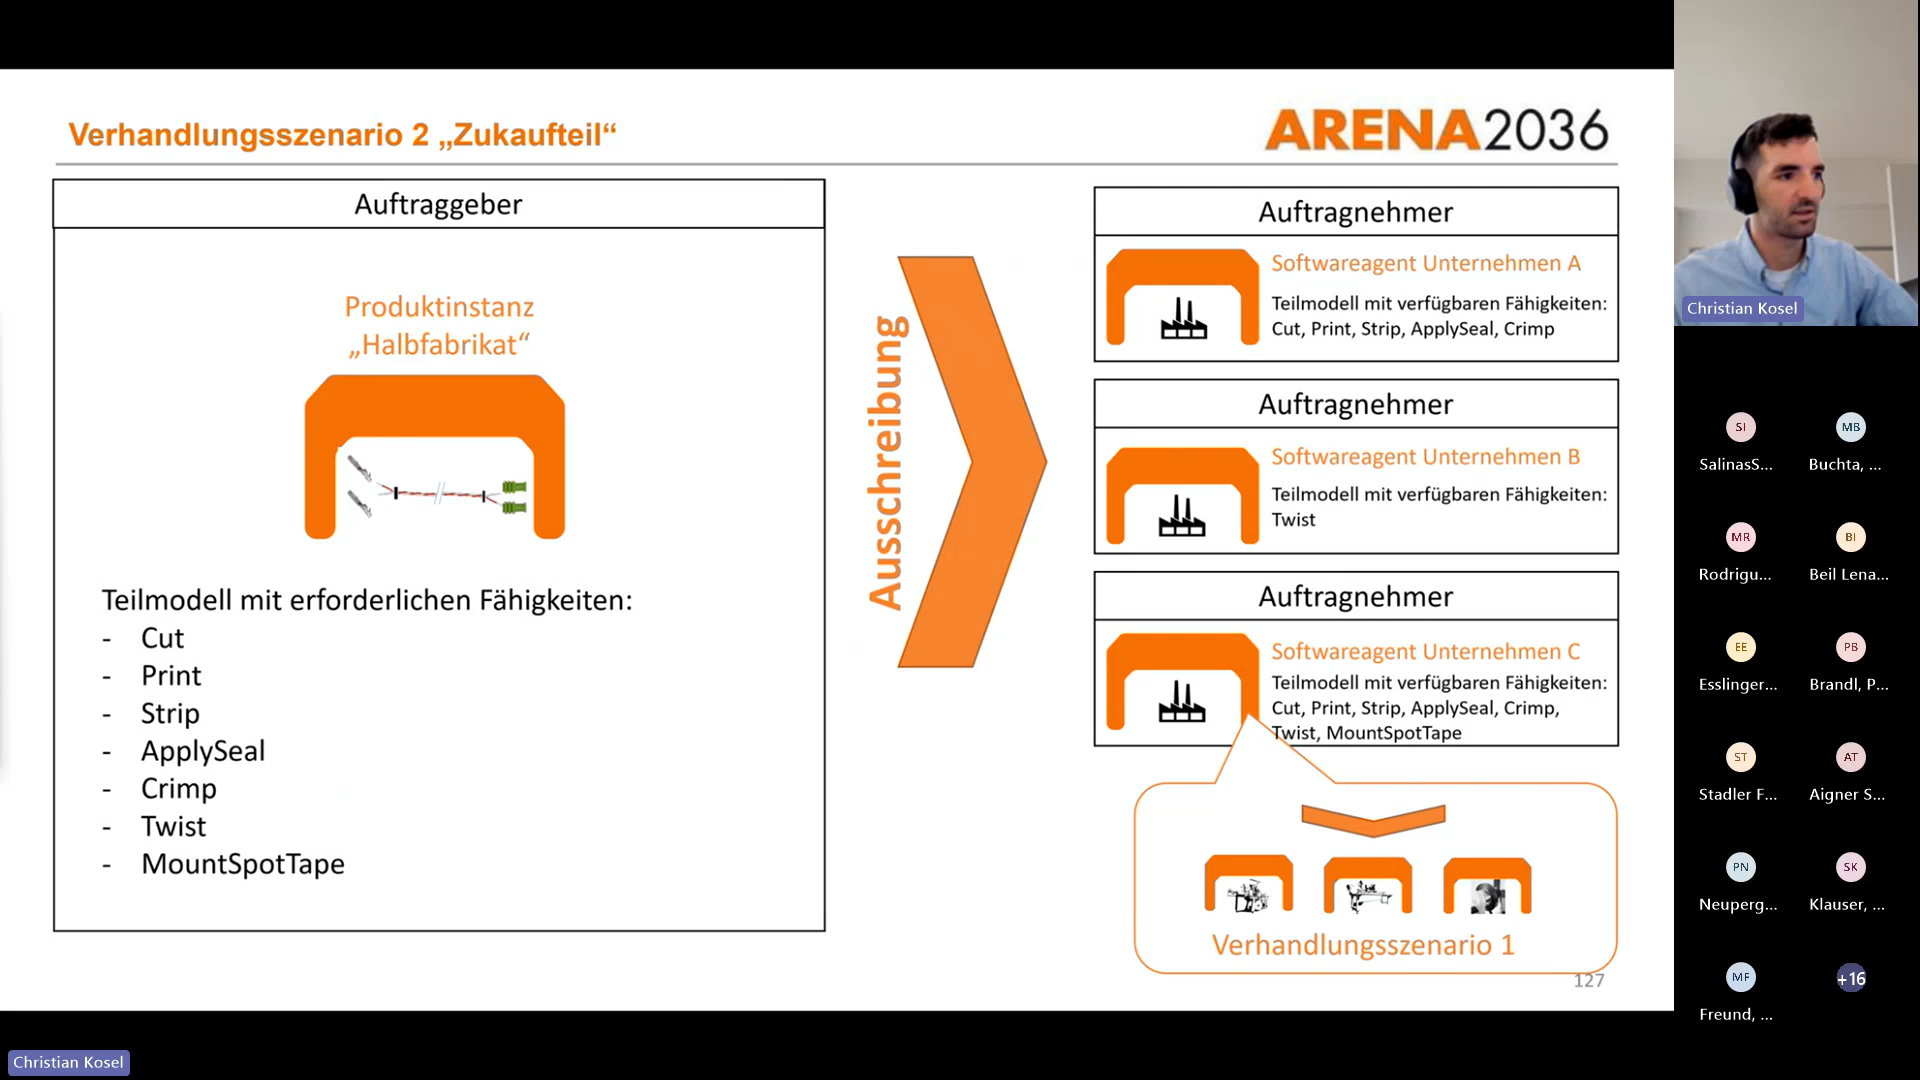 Verhandlungsszenario 2 „Zukaufteil“
ARENA2036
Auftraggeber
Produktinstanz
„Halbfabrikat“
Teilmodell mit erforderlichen Fähigkeiten:
- Cut
- Print
- Strip
- ApplySeal
- Crimp
- Twist
- MountSpotTape
Ausschreibung
Auftragnehmer
Softwareagent Unternehmen A
Teilmodell mit verfügbaren Fähigkeiten:
Cut, Print, Strip, ApplySeal, Crimp
Auftragnehmer
Softwareagent Unternehmen B
Teilmodell mit verfügbaren Fähigkeiten:
Twist
Auftragnehmer
Softwareagent Unternehmen C
Teilmodell mit verfügbaren Fähigkeiten:
Cut, Print, Strip, ApplySeal, Crimp,
Twist, MountSpotTape
Verhandlungsszenario 1
127
Christian Kosel
Christian Kosel
SI
SalinasS...
MB
Buchta, ...
MR
Rodrigu...
BI
Beil Lena...
EE
Esslinger...
PB
Brandl, P...
ST
Stadler F...
AT
Aigner S...
PN
Neuperg...
SK
Klauser, ...
MF
Freund, ...
+16